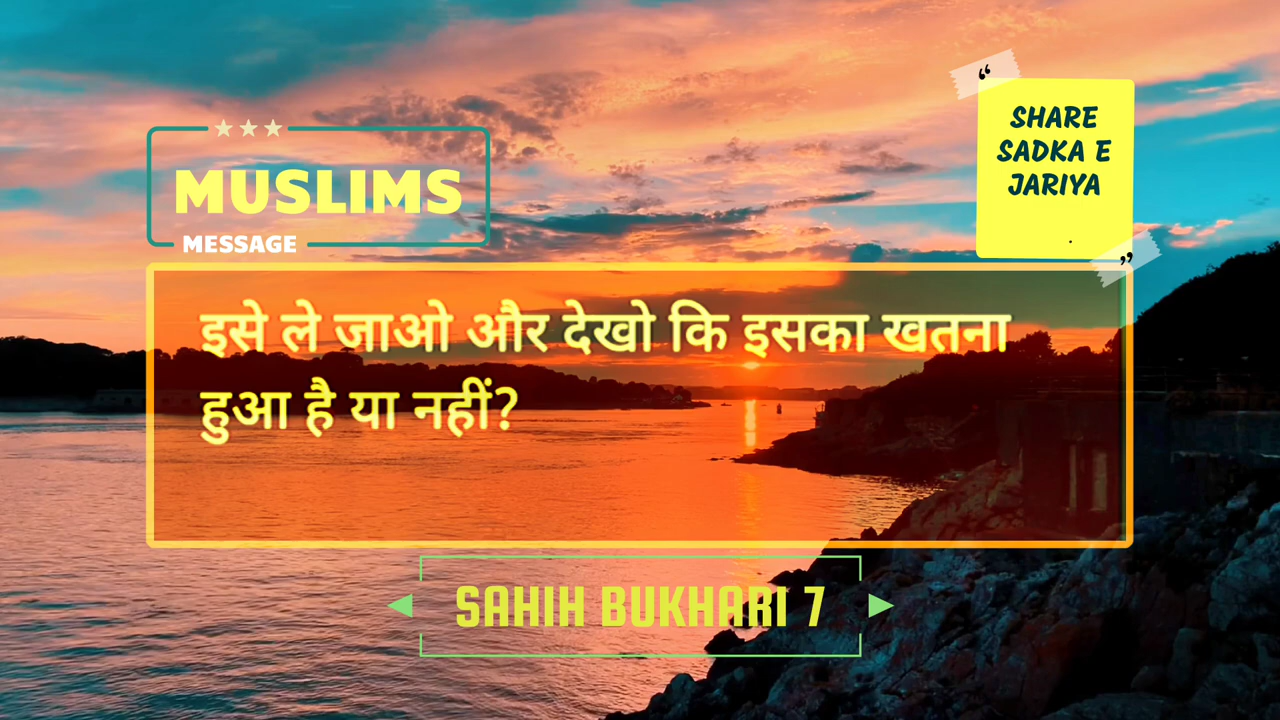 MUSLIMS
MESSAGE
SHARE
SADKA E
JARIYA
इसे ले जाओ और देखो कि इसका खतना
हुआ है या नहीं?
SAHIH BUKHARI 7